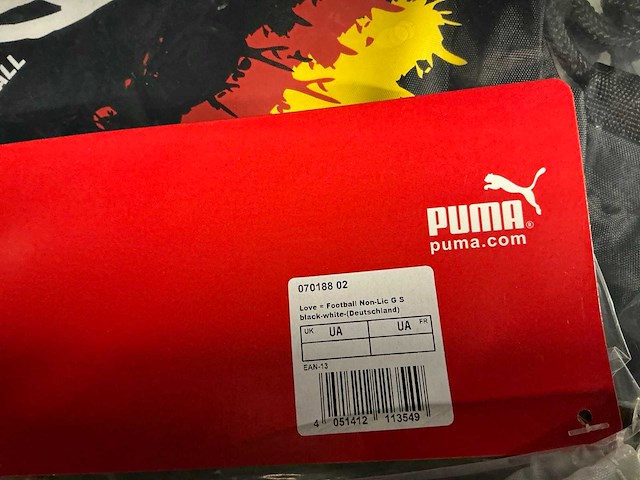 ALL
PUMA®
puma.com
070188 02
Love = Football Non-Lic G S
black-white-(Deutschland)
UK UA UA FR
EAN-13
4 051412 113549